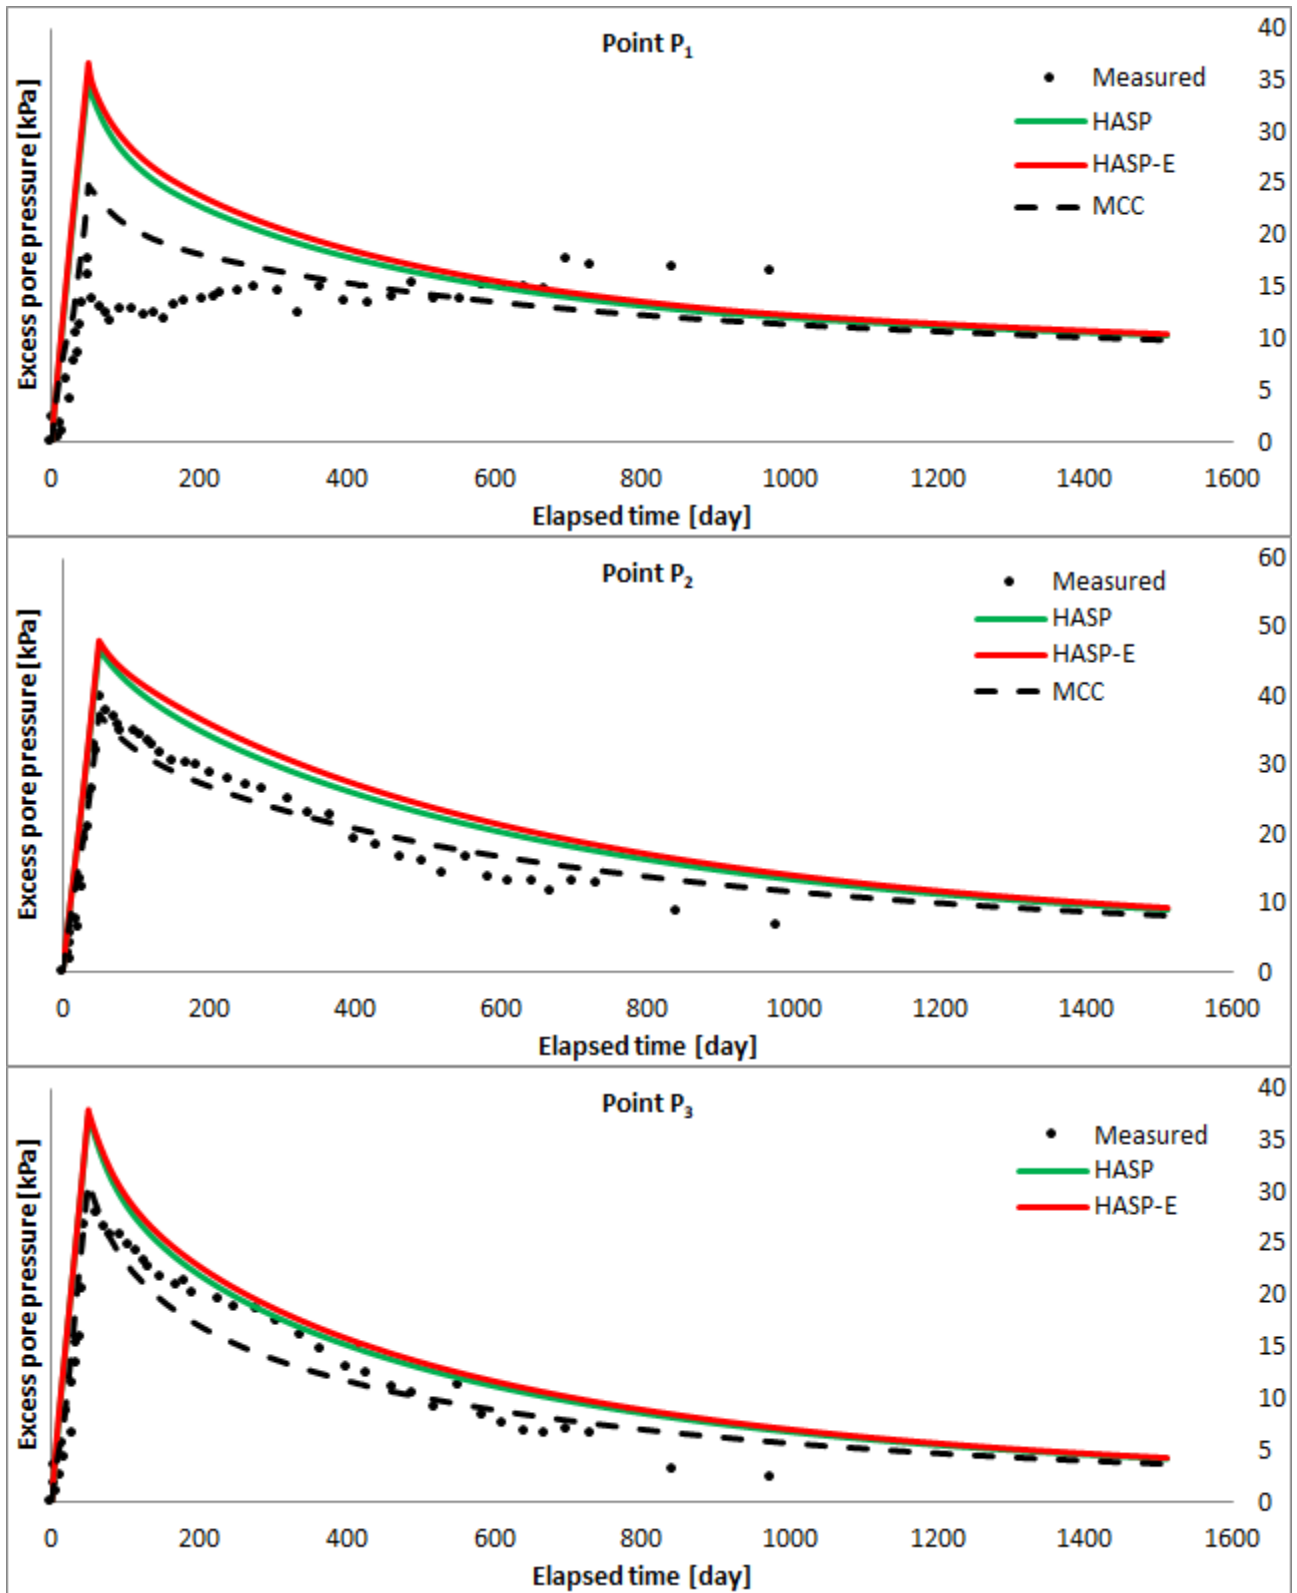 Point P₁
Excess pore pressure [kPa]
Measured
HASP
HASP-E
MCC
40
35
30
25
20
15
10
5
0
0 200 400 600 800 1000 1200 1400 1600
Elapsed time [day]
Point P₂
Excess pore pressure [kPa]
Measured
HASP
HASP-E
MCC
60
50
40
30
20
10
0
0 200 400 600 800 1000 1200 1400 1600
Elapsed time [day]
Point P₃
Excess pore pressure [kPa]
Measured
HASP
HASP-E
40
35
30
25
20
15
10
5
0
0 200 400 600 800 1000 1200 1400 1600
Elapsed time [day]